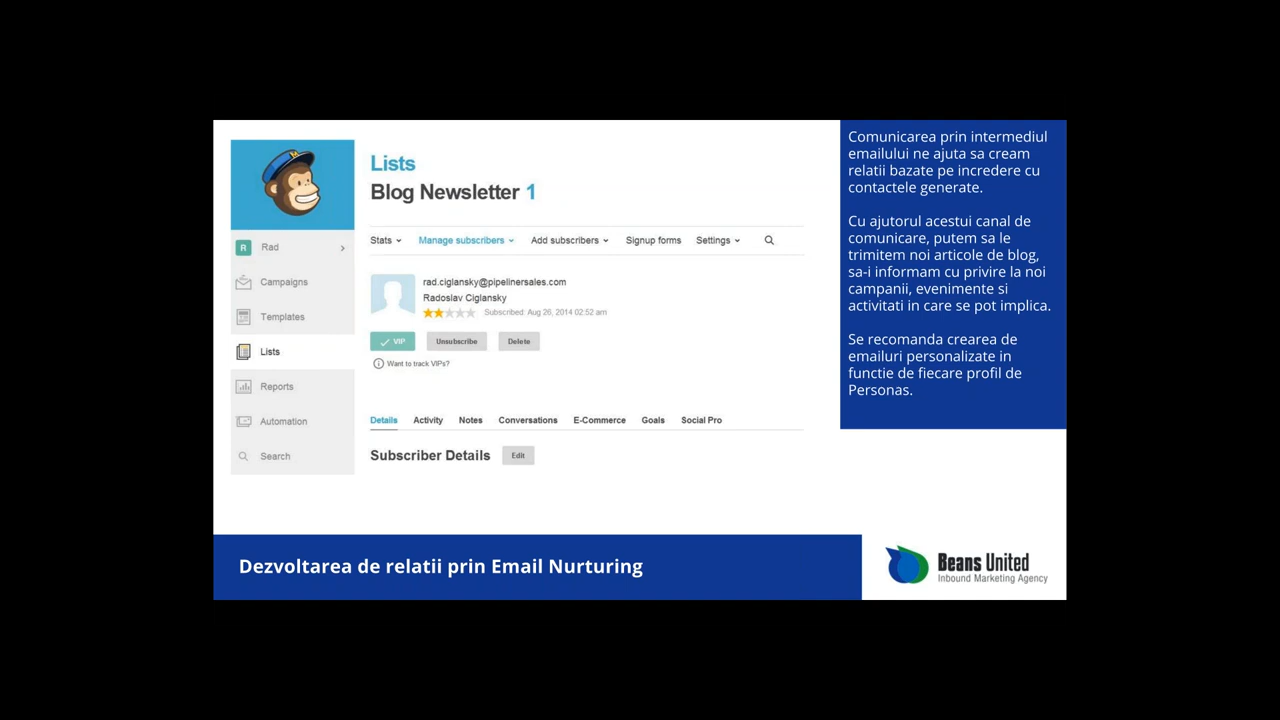 Lists
Blog Newsletter 1
R Rad
Campaigns
Templates
Lists
Reports
Automation
Search
Stats Manage subscribers Add subscribers Signup forms Settings
rad.ciglansky@pipelinersales.com
Radoslav Ciglansky
Subscribed: Aug 26, 2014 02:52 am
VIP Unsubscribe Delete
Want to track VIPs?
Details Activity Notes Conversations E-Commerce Goals Social Pro
Subscriber Details Edit
Comunicarea prin intermediul
emailului ne ajuta sa cream
relatii bazate pe incredere cu
contactele generate.
Cu ajutorul acestui canal de
comunicare, putem sa le
trimitem noi articole de blog,
sa-i informam cu privire la noi
campanii, evenimente si
activitati in care se pot implica.
Se recomanda crearea de
emailuri personalizate in
functie de fiecare profil de
Personas.
Dezvoltarea de relatii prin Email Nurturing
Beans United
Inbound Marketing Agency